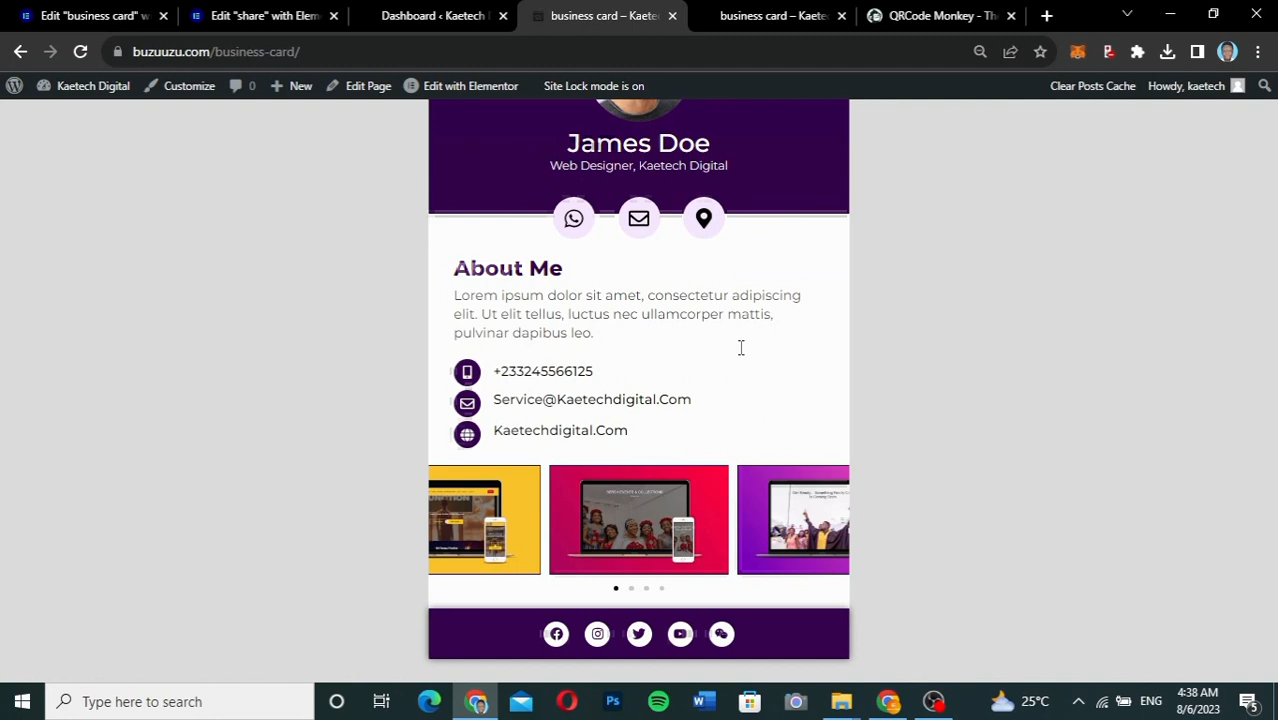 Edit "business card" w
Edit "share" with Elem
Dashboard ‹ Kaetech
business card – Kaete
business card – Kaetec
QRCode Monkey - Th
buzuuzu.com/business-card/
Kaetech Digital
Customize
0
New
Edit Page
Edit with Elementor
Site Lock mode is on
Clear Posts Cache
Howdy, kaetech
James Doe
Web Designer, Kaetech Digital
About Me
Lorem ipsum dolor sit amet, consectetur adipiscing
elit. Ut elit tellus, luctus nec ullamcorper mattis,
pulvinar dapibus leo.
+233245566125
Service@Kaetechdigital.Com
Kaetechdigital.Com
Type here to search
Ps
25°C
ENG
4:38 AM
8/6/2023
5